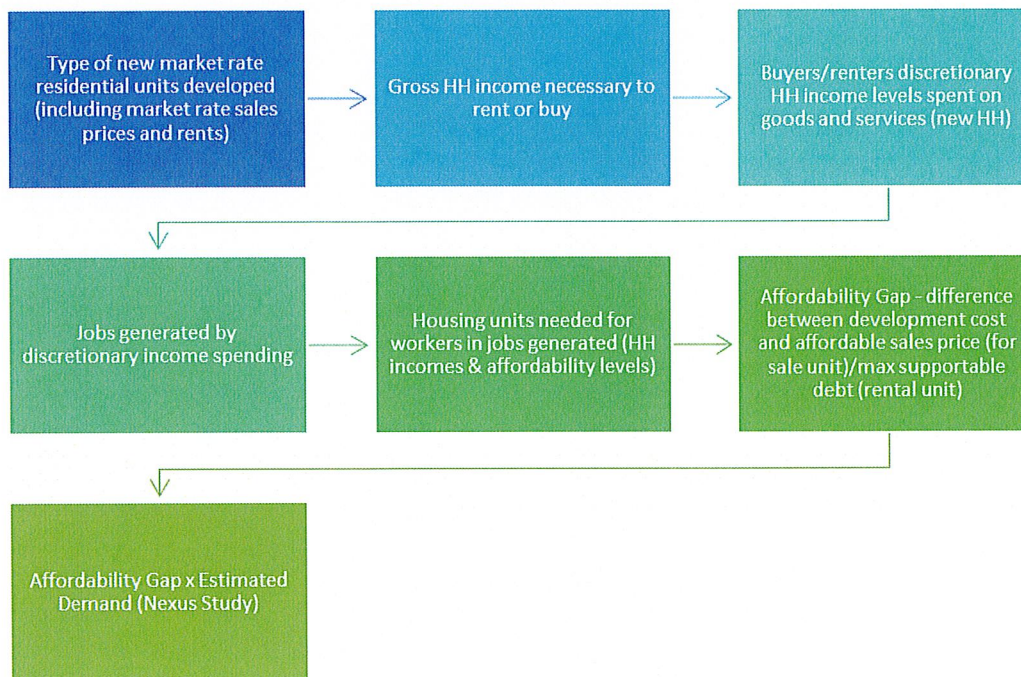 Type of new market rate
residential units developed
(including market rate sales
prices and rents)
Gross HH income necessary to
rent or buy
Buyers/renters discretionary
HH income levels spent on
goods and services (new HH)
Jobs generated by
discretionary income spending
Housing units needed for
workers in jobs generated (HH
incomes & affordability levels)
Affordability Gap - difference
between development cost
and affordable sales price (for
sale unit)/max supportable
debt (rental unit)
Affordability Gap x Estimated
Demand (Nexus Study)